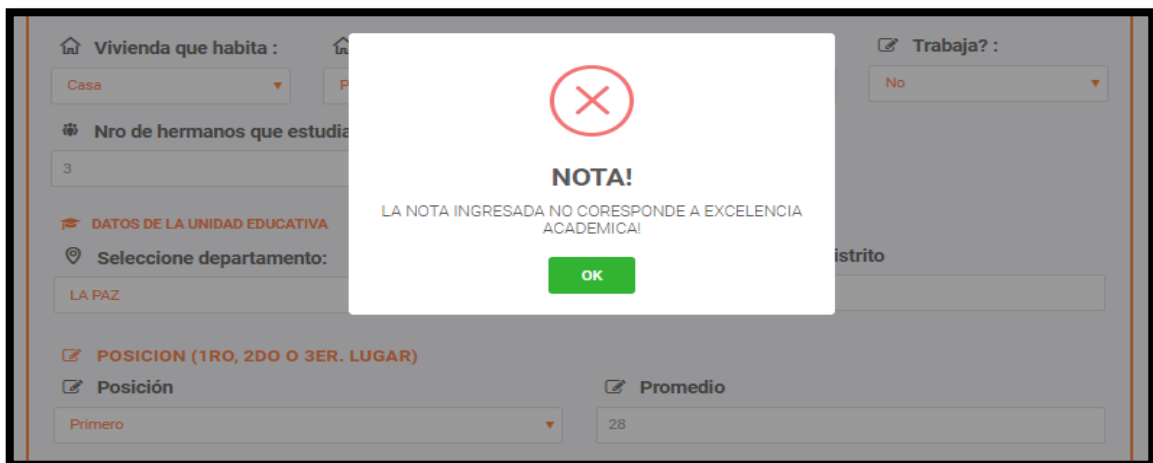 Vivienda que habita :
Trabaja? :
Casa
P
No
Nro de hermanos que estudia
3
NOTA!
LA NOTA INGRESADA NO CORESPONDE A EXCELENCIA
ACADEMICA!
OK
DATOS DE LA UNIDAD EDUCATIVA
Seleccione departamento:
istrito
LA PAZ
POSICION (1RO, 2DO O 3ER. LUGAR)
Posición
Promedio
Primero
28